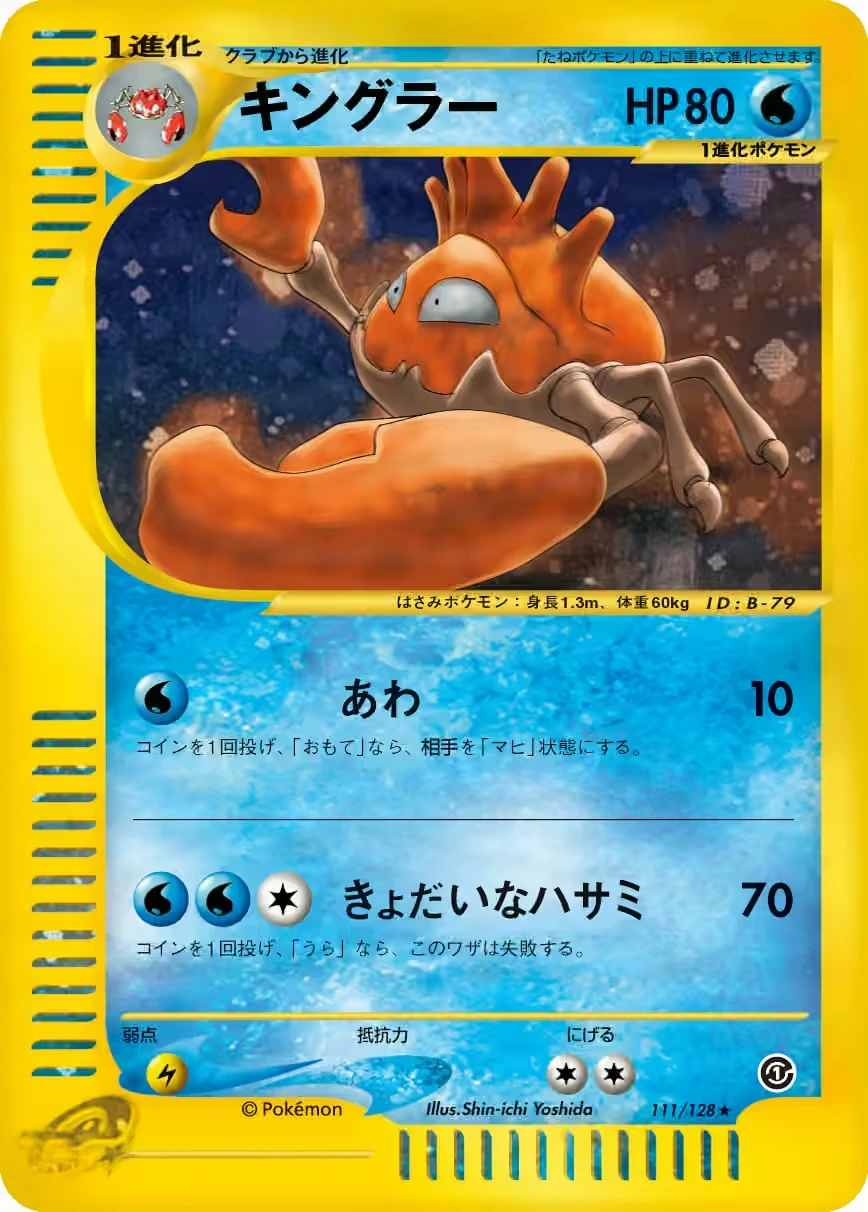 1進化
クラブから進化
「たねポケモン」の上に重ねて進化させます。
キングラー
HP80
1進化ポケモン
はさみポケモン：身長1.3m、体重60kg ID：B-79
あわ 10
コインを1回投げ、「おもて」なら、相手を「マヒ」状態にする。
きょだいなハサミ 70
コインを1回投げ、「うら」なら、このワザは失敗する。
弱点 抵抗力 にげる
1
© Pokémon Illus.Shin-ichi Yoshida 111/128★